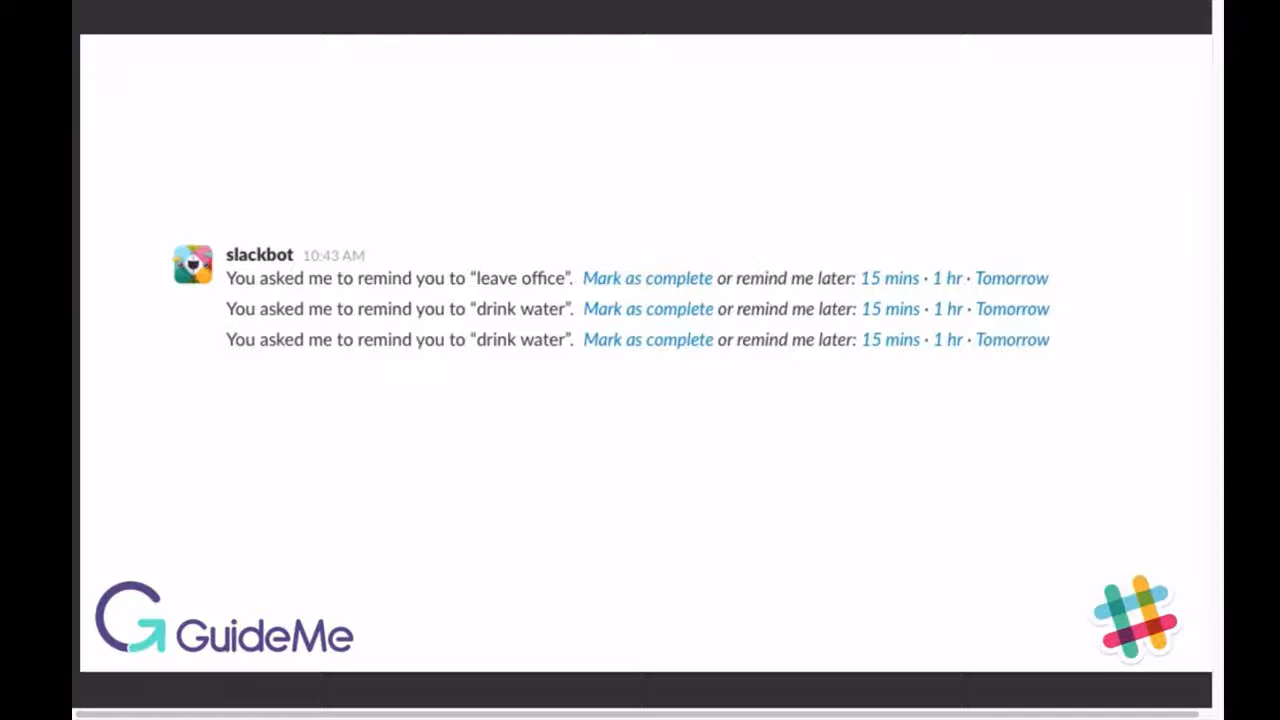 slackbot 10:43 AM
You asked me to remind you to “leave office”. Mark as complete or remind me later: 15 mins · 1 hr · Tomorrow
You asked me to remind you to “drink water”. Mark as complete or remind me later: 15 mins · 1 hr · Tomorrow
You asked me to remind you to “drink water”. Mark as complete or remind me later: 15 mins · 1 hr · Tomorrow
GuideMe